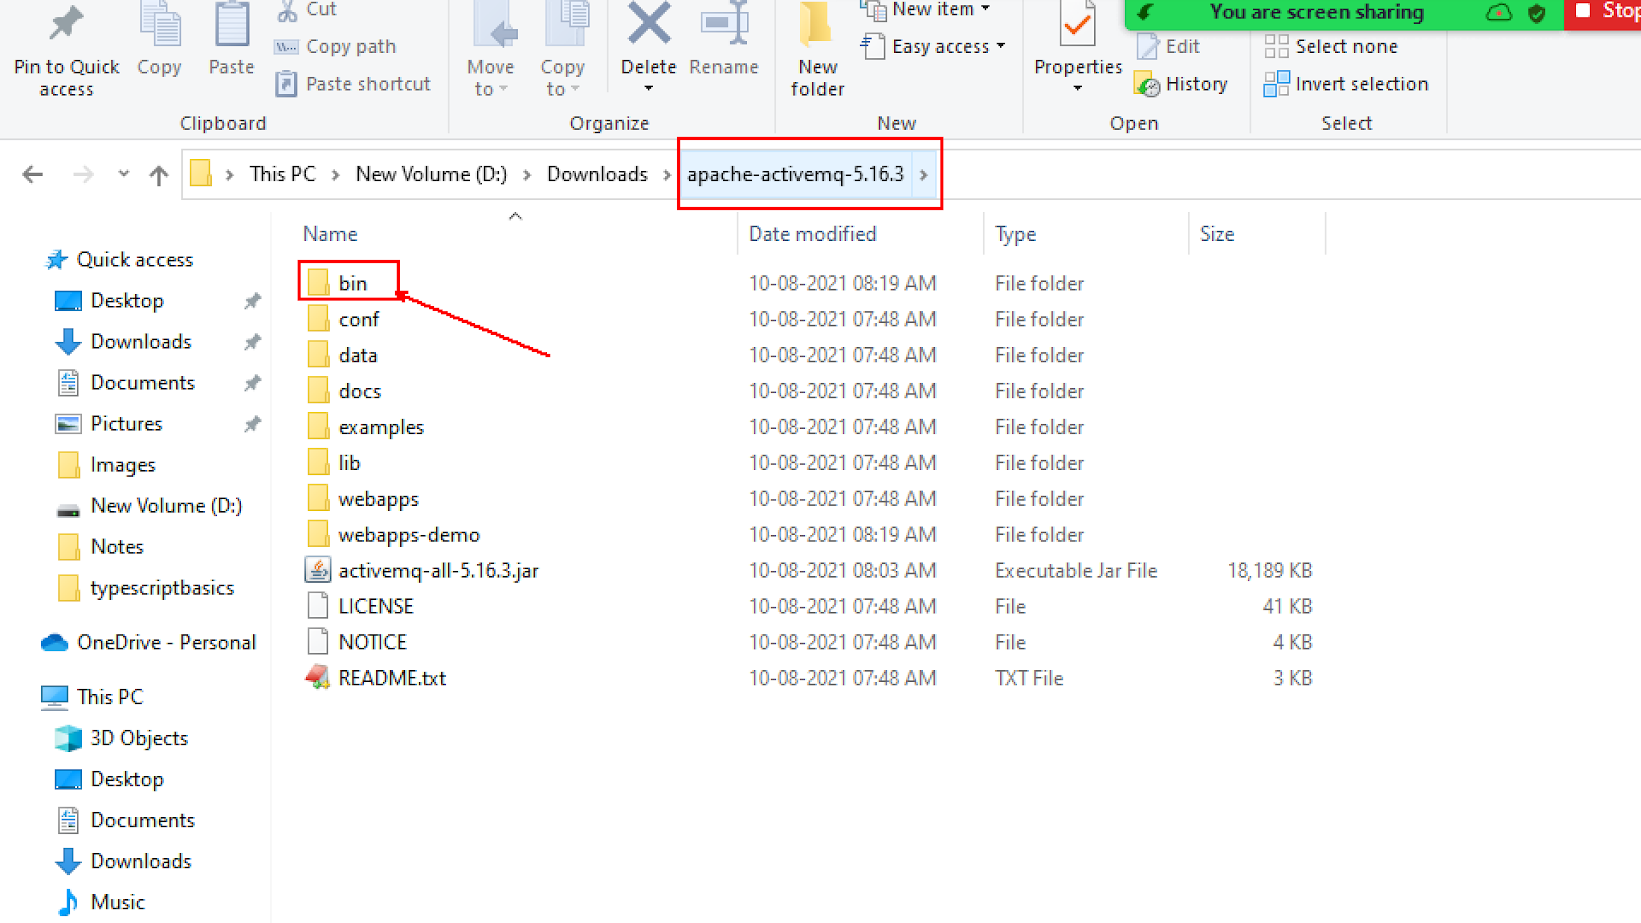 Cut
New item
You are screen sharing
Stop
Copy path
Easy access
Edit
Select none
Pin to Quick access
Copy
Paste
Paste shortcut
Move to
Copy to
Delete
Rename
New folder
Properties
History
Invert selection
Clipboard
Organize
New
Open
Select
This PC > New Volume (D:) > Downloads > apache-activemq-5.16.3 >
Name Date modified Type Size
bin 10-08-2021 08:19 AM File folder
conf 10-08-2021 07:48 AM File folder
data 10-08-2021 07:48 AM File folder
docs 10-08-2021 07:48 AM File folder
examples 10-08-2021 07:48 AM File folder
lib 10-08-2021 07:48 AM File folder
webapps 10-08-2021 07:48 AM File folder
webapps-demo 10-08-2021 08:19 AM File folder
activemq-all-5.16.3.jar 10-08-2021 08:03 AM Executable Jar File 18,189 KB
LICENSE 10-08-2021 07:48 AM File 41 KB
NOTICE 10-08-2021 07:48 AM File 4 KB
README.txt 10-08-2021 07:48 AM TXT File 3 KB
Quick access
Desktop
Downloads
Documents
Pictures
Images
New Volume (D:)
Notes
typescriptbasics
OneDrive - Personal
This PC
3D Objects
Desktop
Documents
Downloads
Music